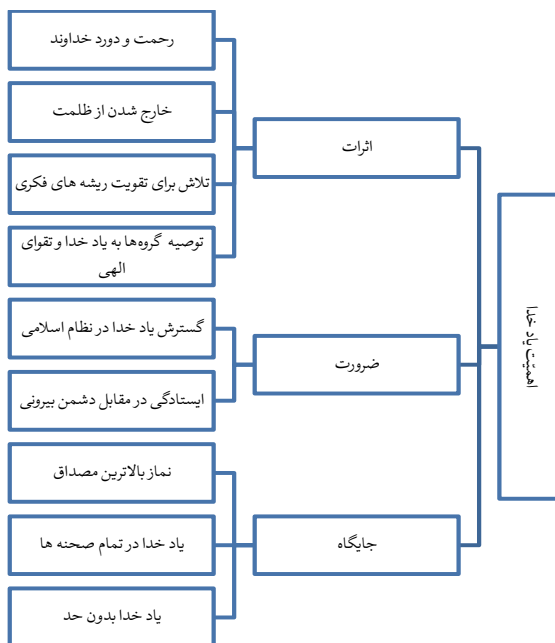 اهمیّت یاد خدا
اثرات
رحمت و دورد خداوند
خارج شدن از ظلمت
تلاش برای تقویت ریشه های فکری
توصیه گروه‌ها به یاد خدا و تقوای
الهی
ضرورت
گسترش یاد خدا در نظام اسلامی
ایستادگی در مقابل دشمن بیرونی
جایگاه
نماز بالاترین مصداق
یاد خدا در تمام صحنه ها
یاد خدا بدون حد